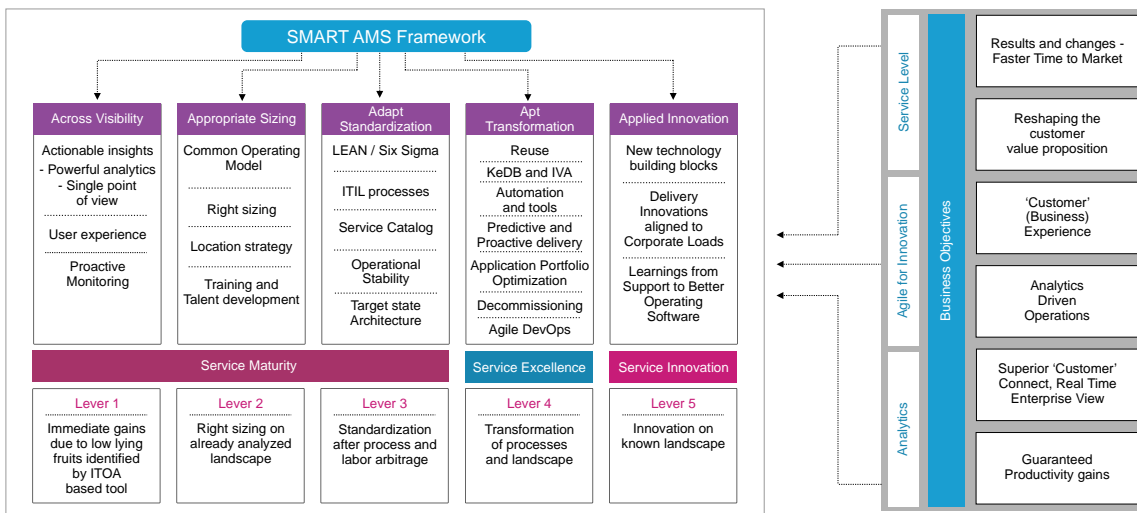 SMART AMS Framework
Across Visibility
Actionable insights
- Powerful analytics
- Single point
of view
User experience
Proactive
Monitoring
Appropriate Sizing
Common Operating
Model
Right sizing
Location strategy
Training and
Talent development
Adapt
Standardization
LEAN / Six Sigma
ITIL processes
Service Catalog
Operational
Stability
Target state
Architecture
Apt
Transformation
Reuse
KeDB and IVA
Automation
and tools
Predictive and
Proactive delivery
Application Portfolio
Optimization
Decommissioning
Agile DevOps
Applied Innovation
New technology
building blocks
Delivery
Innovations
aligned to
Corporate Loads
Learnings from
Support to Better
Operating
Software
Service Maturity
Service Excellence
Service Innovation
Lever 1
Immediate gains
due to low lying
fruits identified
by ITOA
based tool
Lever 2
Right sizing on
already analyzed
landscape
Lever 3
Standardization
after process and
labor arbitrage
Lever 4
Transformation
of processes
and landscape
Lever 5
Innovation on
known landscape
Service Level
Agile for Innovation
Analytics
Business Objectives
Results and changes -
Faster Time to Market
Reshaping the
customer
value proposition
‘Customer’
(Business)
Experience
Analytics
Driven
Operations
Superior ‘Customer’
Connect, Real Time
Enterprise View
Guaranteed
Productivity gains